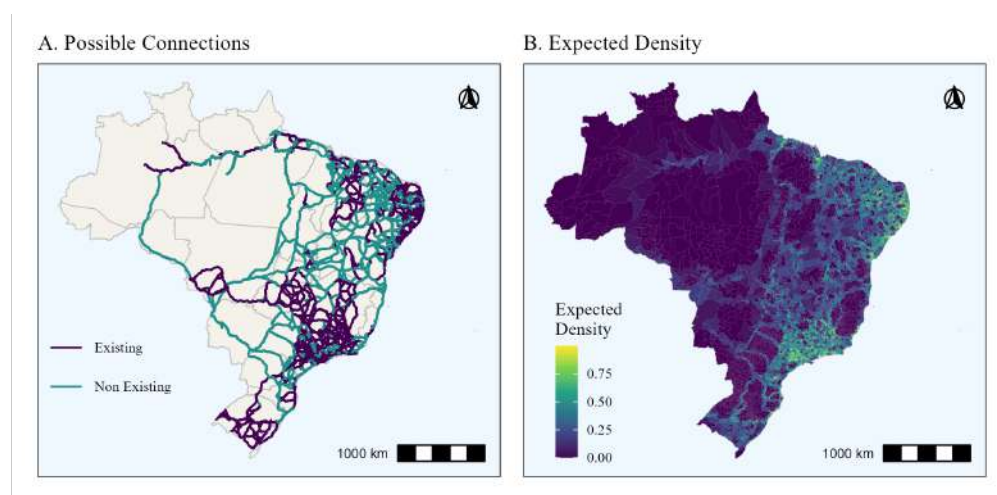 A. Possible Connections
Existing
Non Existing
1000 km
B. Expected Density
Expected
Density
0.75
0.50
0.25
0.00
1000 km